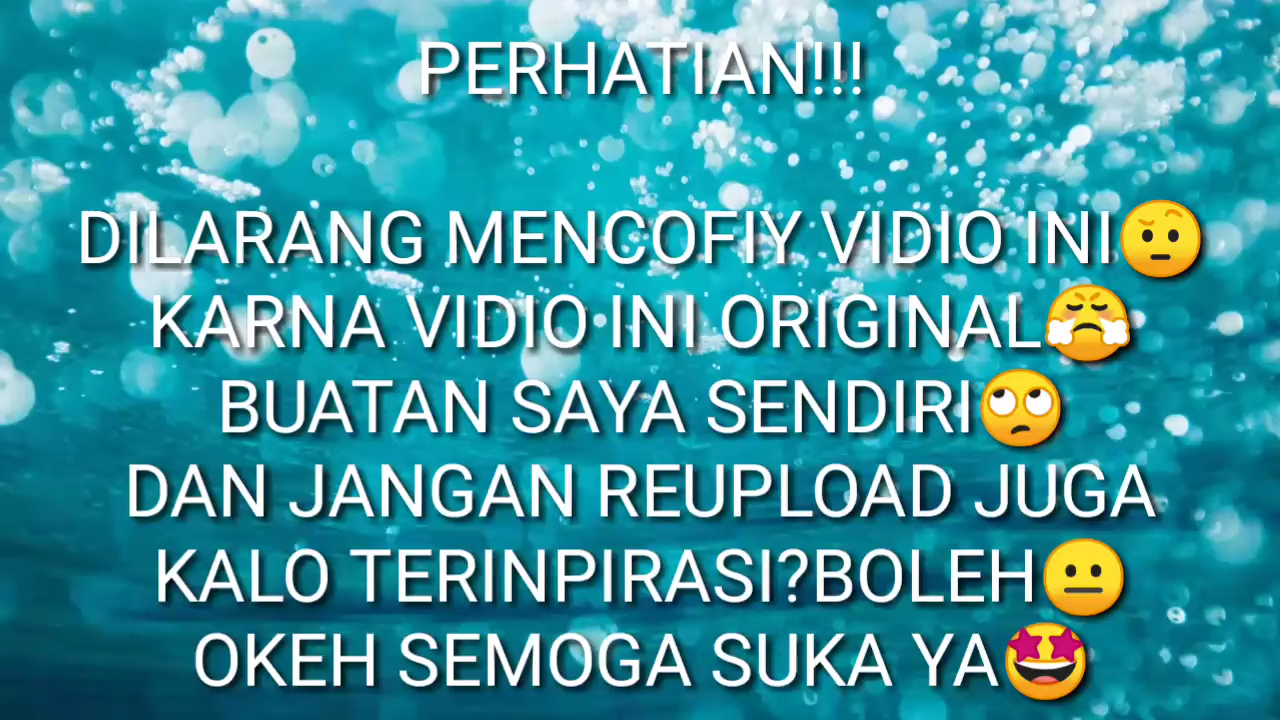 PERHATIAN!!!
DILARANG MENCOFIY VIDIO INI🤨
KARNA VIDIO INI ORIGINAL😤
BUATAN SAYA SENDIRI🙄
DAN JANGAN REUPLOAD JUGA
KALO TERINPIRASI?BOLEH😐
OKEH SEMOGA SUKA YA🤩